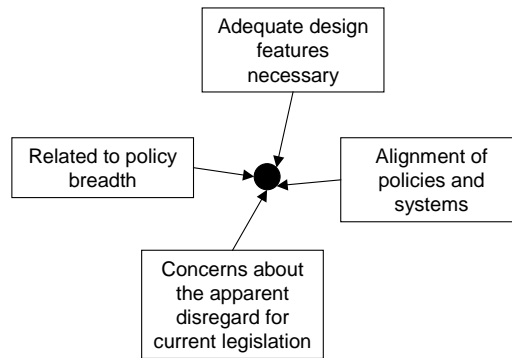 Adequate design
features
necessary
Related to policy
breadth
Alignment of
policies and
systems
Concerns about
the apparent
disregard for
current legislation